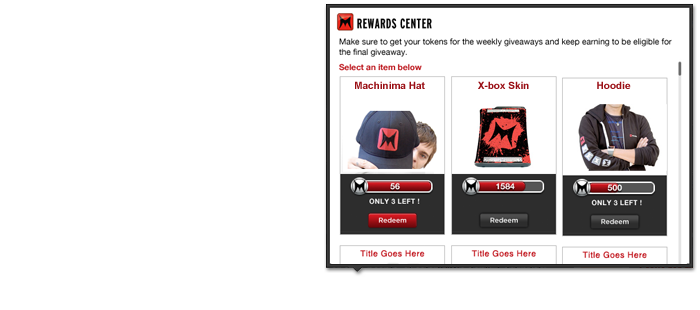 REWARDS CENTER
Make sure to get your tokens for the weekly giveaways and keep earning to be eligible for
the final giveaway.
Select an item below
Machinima Hat
56
ONLY 3 LEFT !
Redeem
X-box Skin
1584
Redeem
Hoodie
500
ONLY 3 LEFT !
Redeem
Title Goes Here
Title Goes Here
Title Goes Here